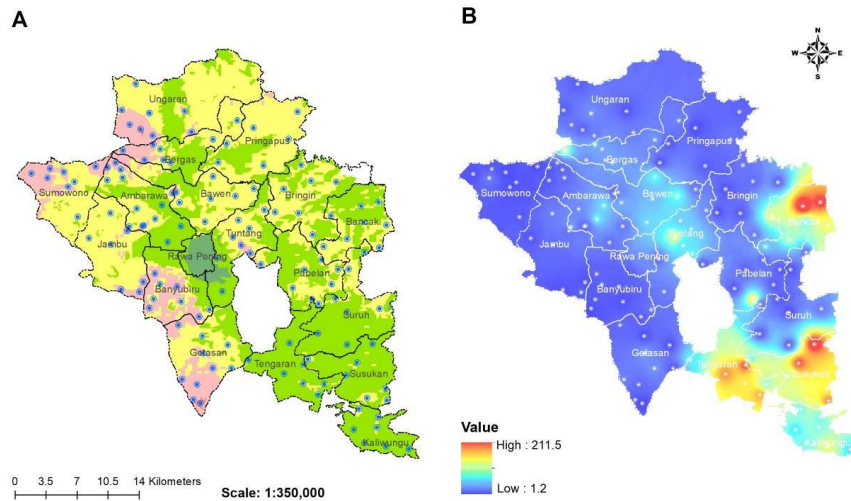 A
Ungaran
Pringapus
Bergas
Sumowono
Ambarawa
Bawen
Bringin
Bancak
Jambu
Tuntang
Rawa Pening
Pabelan
Banyubiru
Suruh
Getasan
Tengaran
Susukan
Kaliwungu
0 3.5 7 10.5 14 Kilometers
Scale: 1:350,000
B
N
W E
S
Ungaran
Pringapus
Bergas
Sumowono
Ambarawa
Bawen
Bringin
Bancak
Jambu
Tuntang
Rawa Pening
Pabelan
Banyubiru
Suruh
Getasan
Tengaran
Susukan
Kaliwungu
Value
High : 211.5
Low : 1.2